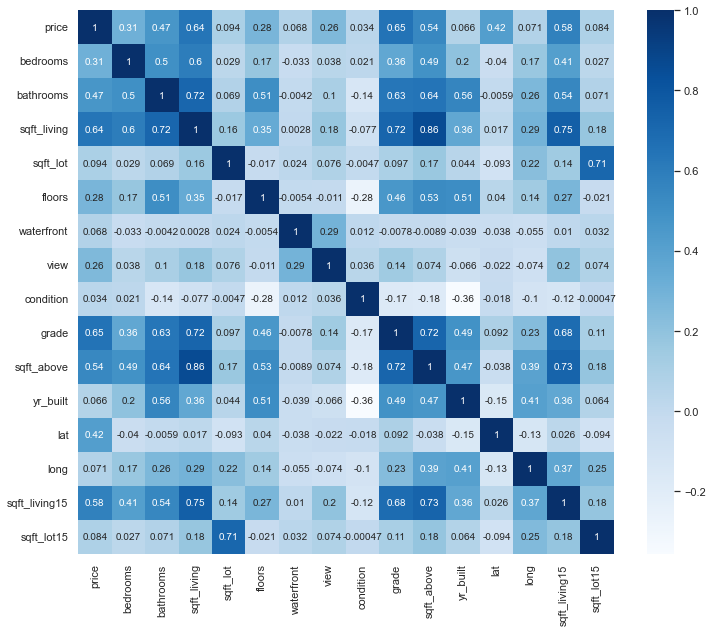 price 1 0.31 0.47 0.64 0.094 0.28 0.068 0.26 0.034 0.65 0.54 0.066 0.42 0.071 0.58 0.084 1.0
bedrooms 0.31 1 0.5 0.6 0.029 0.17 -0.033 0.038 0.021 0.36 0.49 0.2 -0.04 0.17 0.41 0.027
bathrooms 0.47 0.5 1 0.72 0.069 0.51 -0.0042 0.1 -0.14 0.63 0.64 0.56 -0.0059 0.26 0.54 0.071 0.8
sqft_living 0.64 0.6 0.72 1 0.16 0.35 0.0028 0.18 -0.077 0.72 0.86 0.36 0.017 0.29 0.75 0.18
sqft_lot 0.094 0.029 0.069 0.16 1 -0.017 0.024 0.076 -0.0047 0.097 0.17 0.044 -0.093 0.22 0.14 0.71 0.6
floors 0.28 0.17 0.51 0.35 -0.017 1 -0.0054 -0.011 -0.28 0.46 0.53 0.51 0.04 0.14 0.27 -0.021
waterfront 0.068 -0.033 -0.0042 0.0028 0.024 -0.0054 1 0.29 0.012 -0.0078 -0.0089 -0.039 -0.038 -0.055 0.01 0.032
view 0.26 0.038 0.1 0.18 0.076 -0.011 0.29 1 0.036 0.14 0.074 -0.066 -0.022 -0.074 0.2 0.074 0.4
condition 0.034 0.021 -0.14 -0.077 -0.0047 -0.28 0.012 0.036 1 -0.17 -0.18 -0.36 -0.018 -0.1 -0.12 -0.00047
grade 0.65 0.36 0.63 0.72 0.097 0.46 -0.0078 0.14 -0.17 1 0.72 0.49 0.092 0.23 0.68 0.11 0.2
sqft_above 0.54 0.49 0.64 0.86 0.17 0.53 -0.0089 0.074 -0.18 0.72 1 0.47 -0.038 0.39 0.73 0.18
yr_built 0.066 0.2 0.56 0.36 0.044 0.51 -0.039 -0.066 -0.36 0.49 0.47 1 -0.15 0.41 0.36 0.064 0.0
lat 0.42 -0.04 -0.0059 0.017 -0.093 0.04 -0.038 -0.022 -0.018 0.092 -0.038 -0.15 1 -0.13 0.026 -0.094
long 0.071 0.17 0.26 0.29 0.22 0.14 -0.055 -0.074 -0.1 0.23 0.39 0.41 -0.13 1 0.37 0.25
sqft_living15 0.58 0.41 0.54 0.75 0.14 0.27 0.01 0.2 -0.12 0.68 0.73 0.36 0.026 0.37 1 0.18 −0.2
sqft_lot15 0.084 0.027 0.071 0.18 0.71 -0.021 0.032 0.074 -0.00047 0.11 0.18 0.064 -0.094 0.25 0.18 1
price bedrooms bathrooms sqft_living sqft_lot floors waterfront view condition grade sqft_above yr_built lat long sqft_living15 sqft_lot15